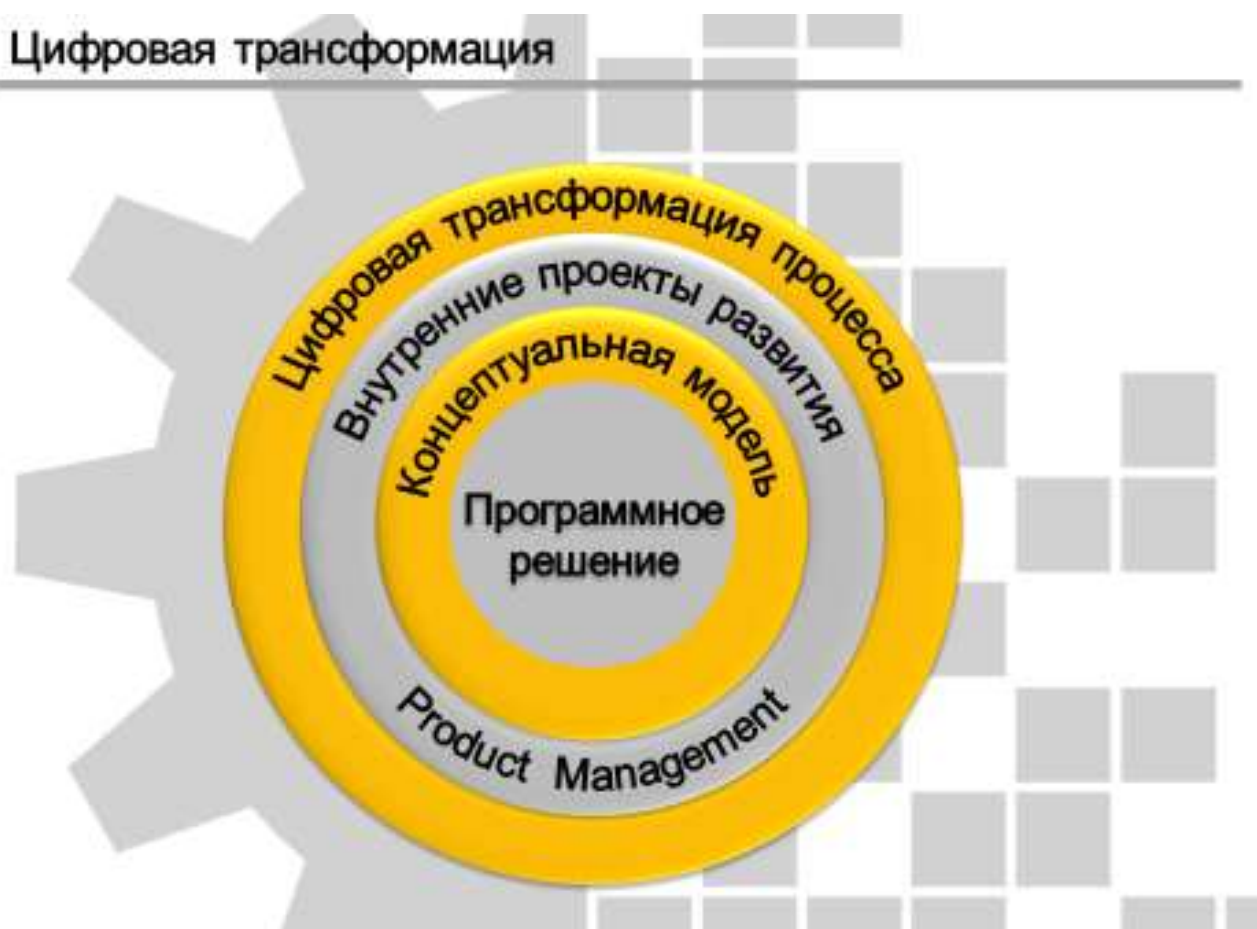 Цифровая трансформация
Цифровая трансформация процесса
Внутренние проекты развития
Концептуальная модель
Программное
решение
Product Management